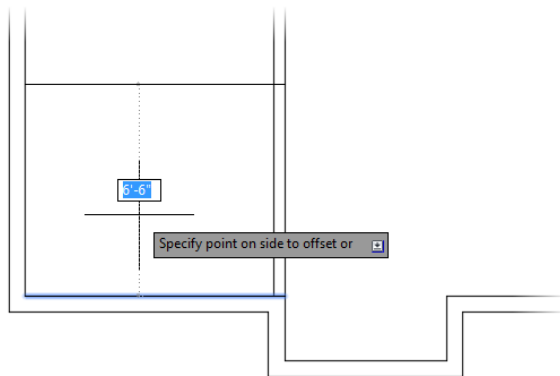 6'-6"
Specify point on side to offset or